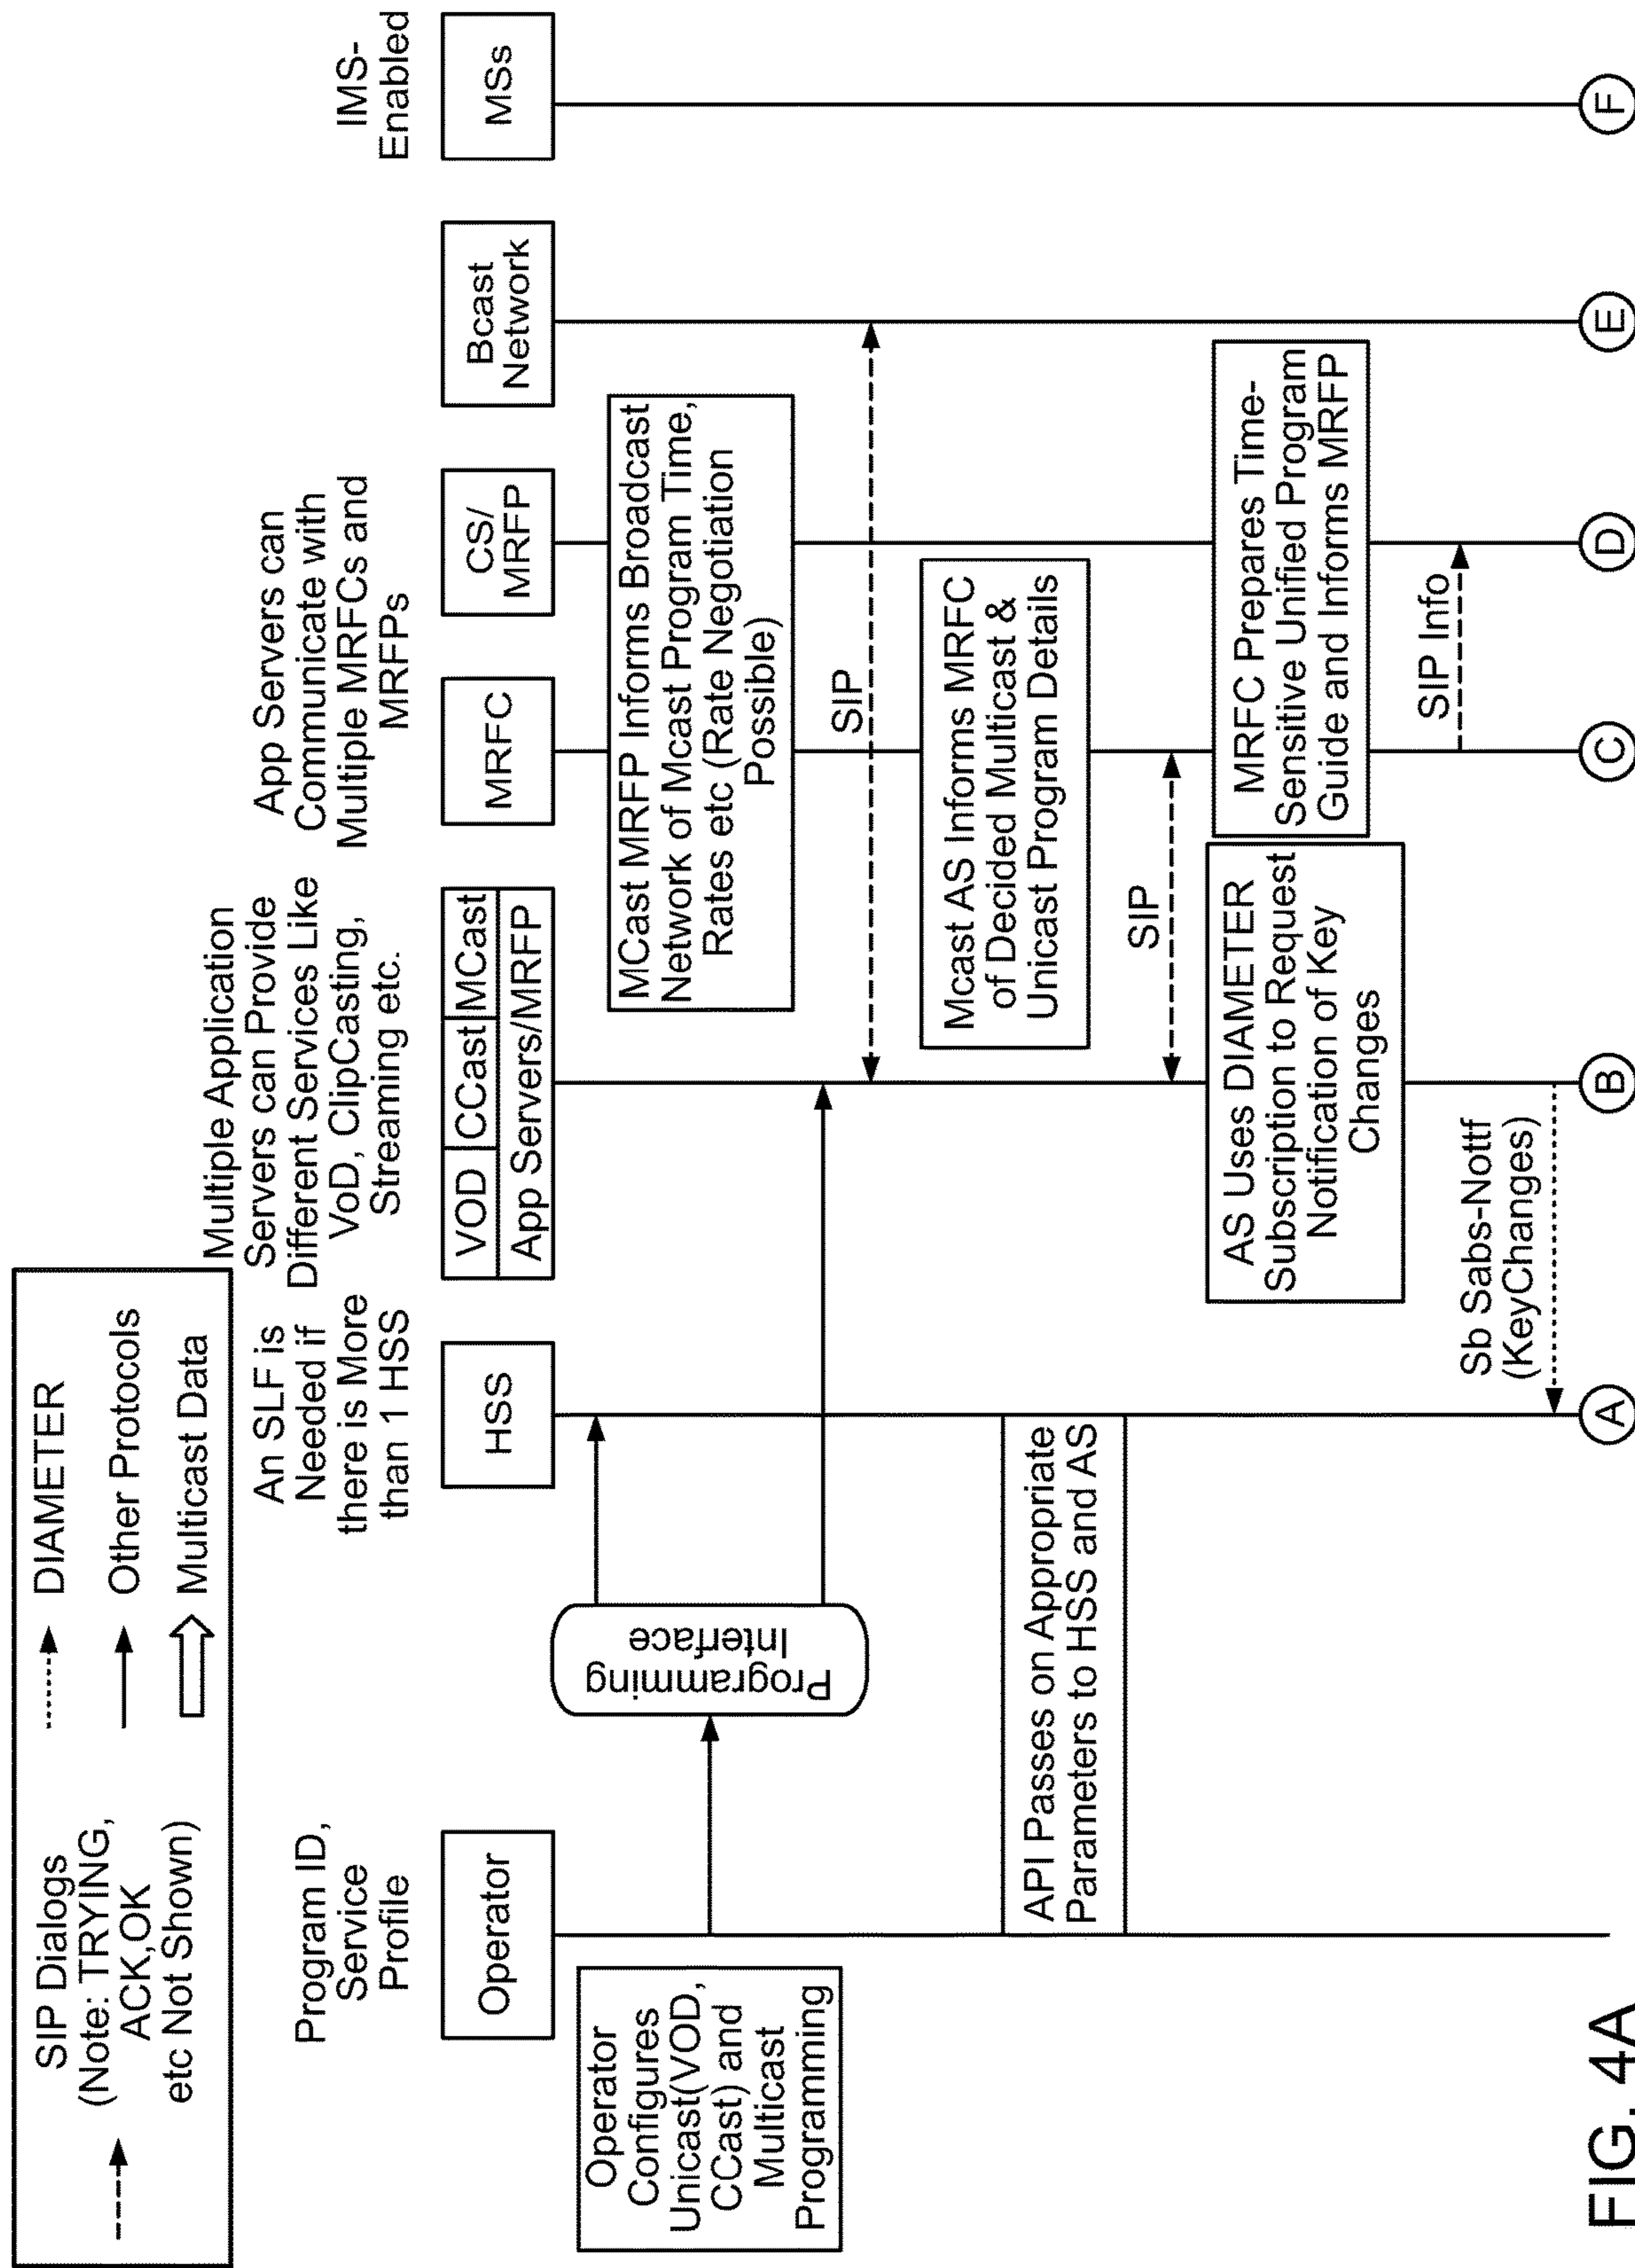 SIP Dialogs
(Note: TRYING,
ACK,OK
etc Not Shown)
DIAMETER
Other Protocols
Multicast Data
Program ID,
Service
Profile
An SLF is
Needed if
there is More
than 1 HSS
Multiple Application
Servers can Provide
Different Services Like
VoD, ClipCasting,
Streaming etc.
App Servers can
Communicate with
Multiple MRFCs and
MRFPs
IMS-
Enabled
Operator
HSS
VOD
CCast
MCast
App Servers/MRFP
MRFC
CS/
MRFP
Bcast
Network
MSs
Operator
Configures
Unicast(VOD,
CCast) and
Multicast
Programming
Programming
Interface
MCast MRFP Informs Broadcast
Network of Mcast Program Time,
Rates etc (Rate Negotiation
Possible)
SIP
Mcast AS Informs MRFC
of Decided Multicast &
Unicast Program Details
API Passes on Appropriate
Parameters to HSS and AS
SIP
AS Uses DIAMETER
Subscription to Request
Notification of Key
Changes
MRFC Prepares Time-
Sensitive Unified Program
Guide and Informs MRFP
SIP Info
Sb Sabs-Nottf
(KeyChanges)
A
B
C
D
E
F
FIG. 4A